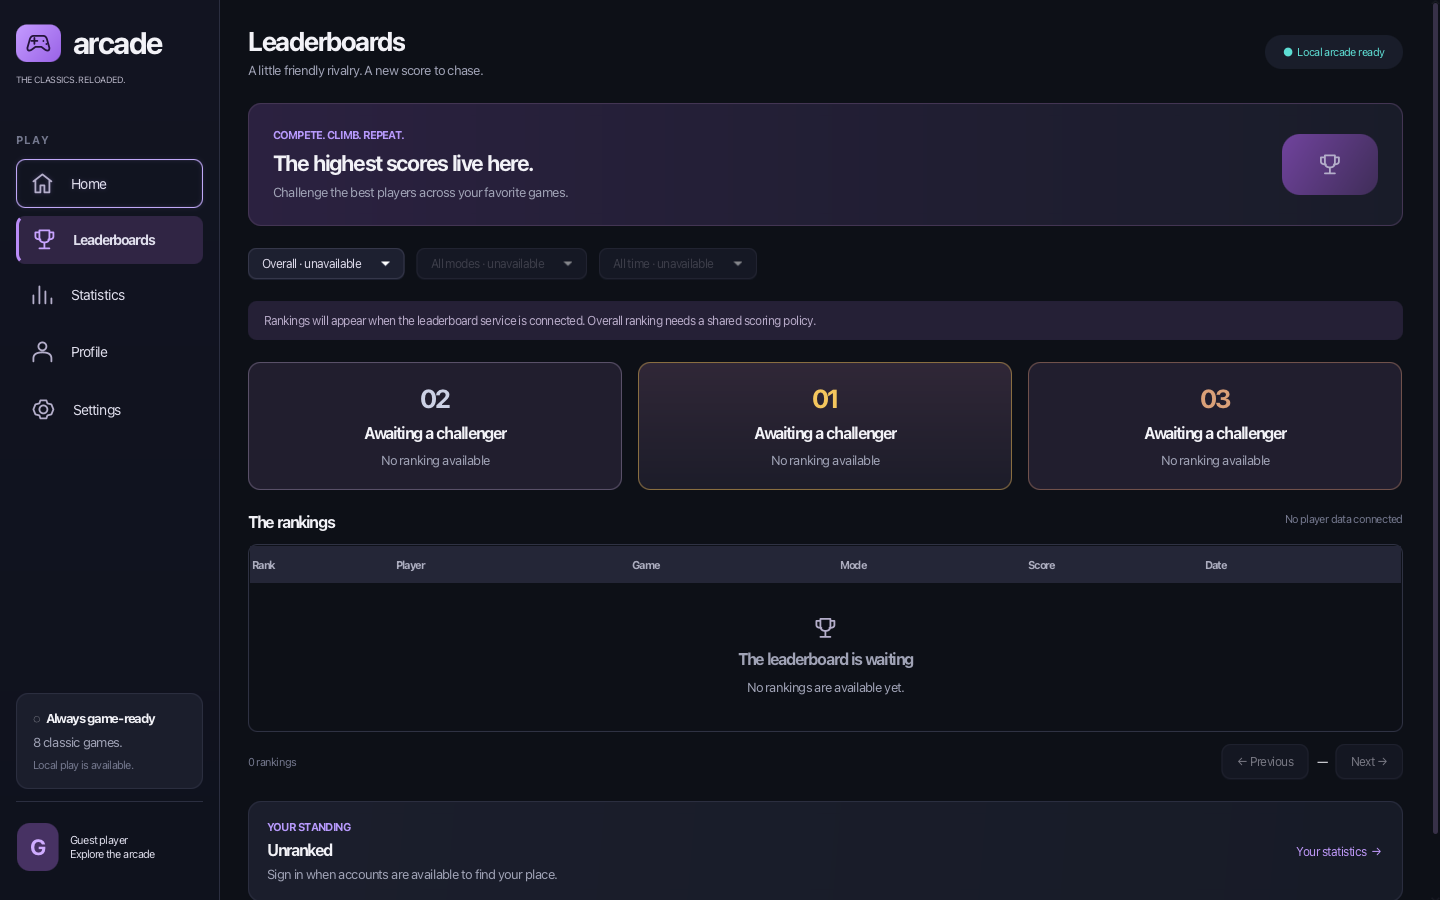 arcade
THE CLASSICS. RELOADED.
PLAY
Home
Leaderboards
Statistics
Profile
Settings
Always game-ready
8 classic games.
Local play is available.
G
Guest player
Explore the arcade
Leaderboards
A little friendly rivalry. A new score to chase.
Local arcade ready
COMPETE. CLIMB. REPEAT.
The highest scores live here.
Challenge the best players across your favorite games.
Overall · unavailable
All modes · unavailable
All time · unavailable
Rankings will appear when the leaderboard service is connected. Overall ranking needs a shared scoring policy.
02
Awaiting a challenger
No ranking available
01
Awaiting a challenger
No ranking available
03
Awaiting a challenger
No ranking available
The rankings
No player data connected
Rank Player Game Mode Score Date
The leaderboard is waiting
No rankings are available yet.
0 rankings
← Previous — Next →
YOUR STANDING
Unranked
Sign in when accounts are available to find your place.
Your statistics →